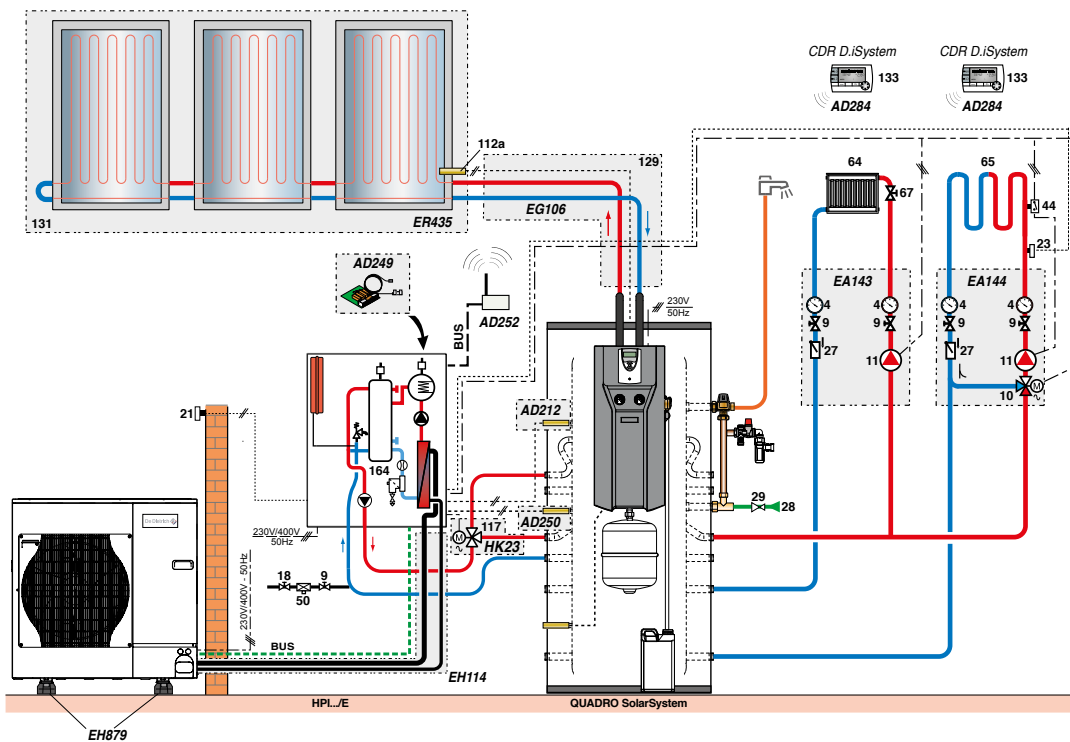 CDR D.iSystem
133
AD284
CDR D.iSystem
133
AD284
112a
129
131
ER435
EG106
64
67
65
44
23
AD249
BUS
AD252
230V
50Hz
EA143
4
4
9
9
27
11
EA144
4
4
9
9
27
11
10
M
21
164
AD212
AD250
29
28
230V/400V
50Hz
M
117
HK23
18
9
50
230V/400V - 50Hz
De Dietrich
BUS
EH114
HPI.../E
QUADRO SolarSystem
EH879